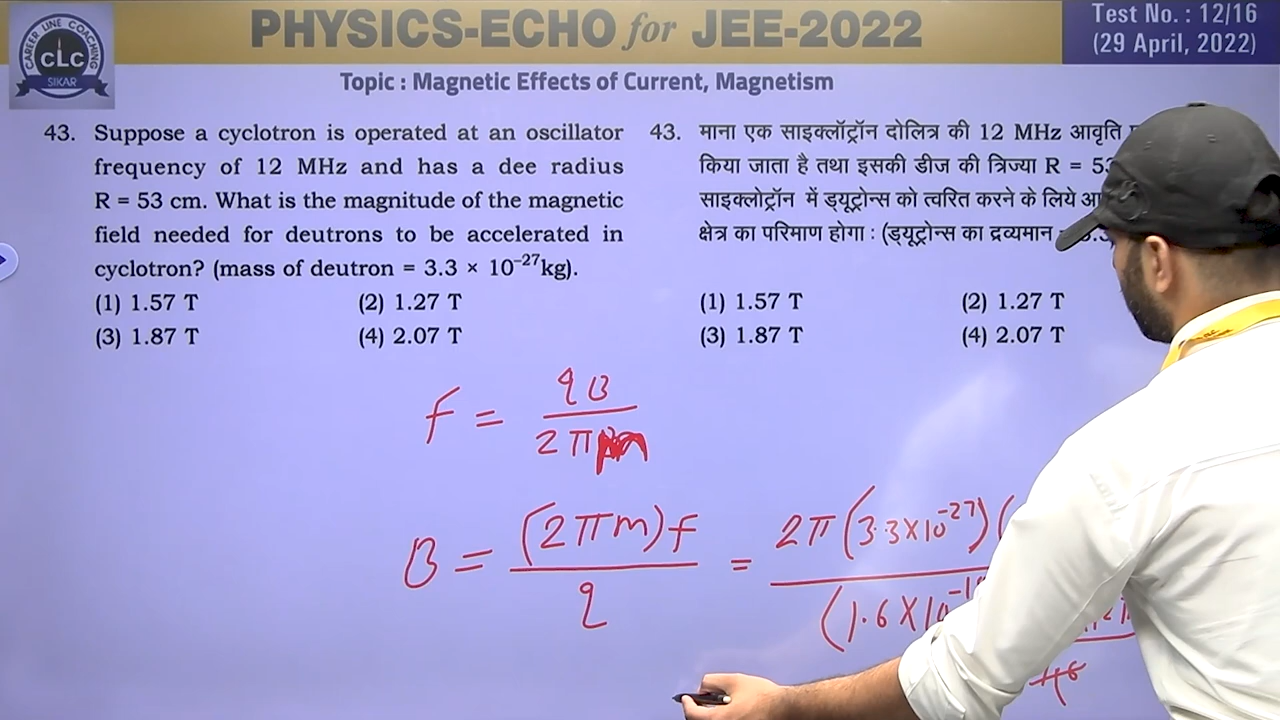 PHYSICS-ECHO for JEE-2022
Test No. : 12/16
(29 April, 2022)
CAREER LINE COACHING
CLC
SIKAR
Topic : Magnetic Effects of Current, Magnetism
43. Suppose a cyclotron is operated at an oscillator
frequency of 12 MHz and has a dee radius
R = 53 cm. What is the magnitude of the magnetic
field needed for deutrons to be accelerated in
cyclotron? (mass of deutron = 3.3 × 10⁻²⁷kg).
(1) 1.57 T (2) 1.27 T
(3) 1.87 T (4) 2.07 T
43. माना एक साइक्लॉट्रॉन दोलित्र की 12 MHz आवृति
किया जाता है तथा इसकी डीज की त्रिज्या R = 53
साइक्लोट्रॉन में ड्यूट्रोन्स को त्वरित करने के लिये
क्षेत्र का परिमाण होगा : (ड्यूट्रोन्स का द्रव्यमान
(1) 1.57 T (2) 1.27 T
(3) 1.87 T (4) 2.07 T
f = qB / 2π
B = (2πm)f / q = 2π(3.3×10⁻²⁷)( / (1.6×10